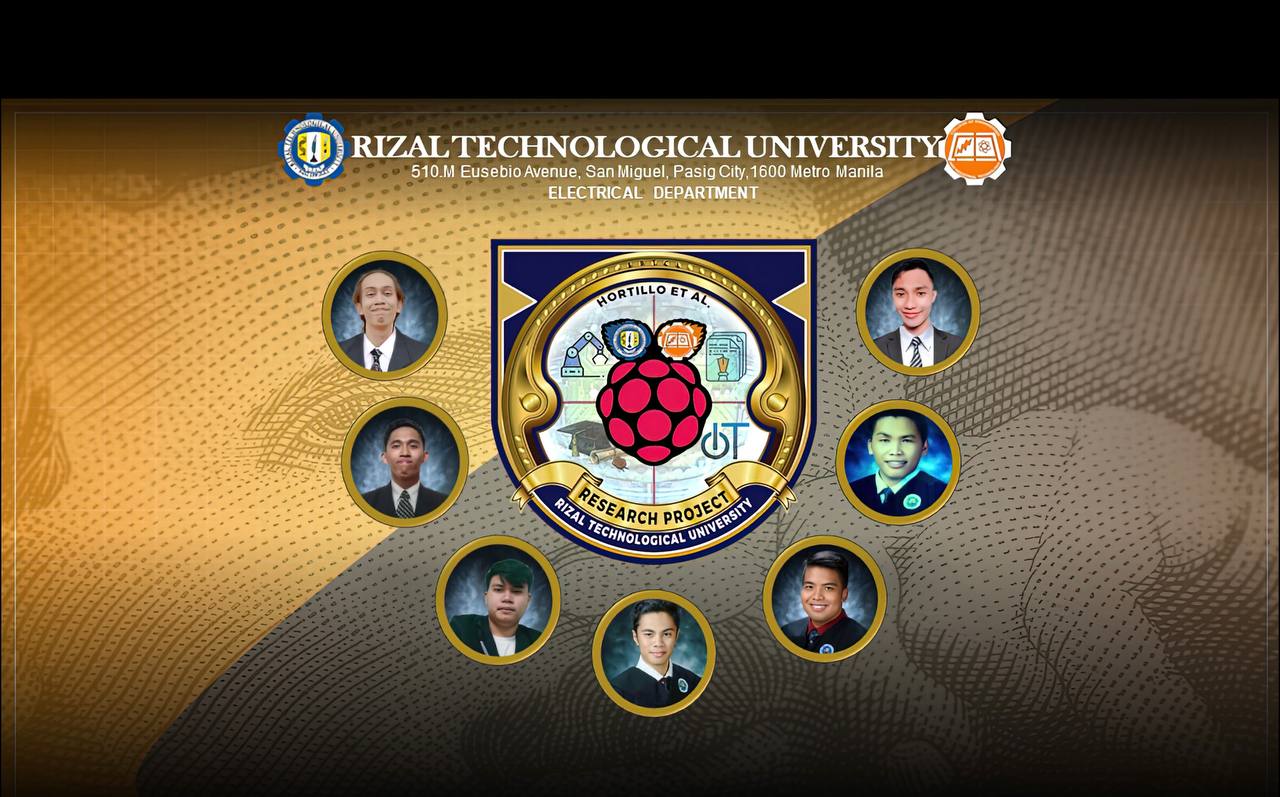 RIZAL TECHNOLOGICAL UNIVERSITY
510.M Eusebio Avenue, San Miguel, Pasig City,1600 Metro Manila
ELECTRICAL DEPARTMENT
HORTILLO ET AL.
IOT
RESEARCH PROJECT
RIZAL TECHNOLOGICAL UNIVERSITY